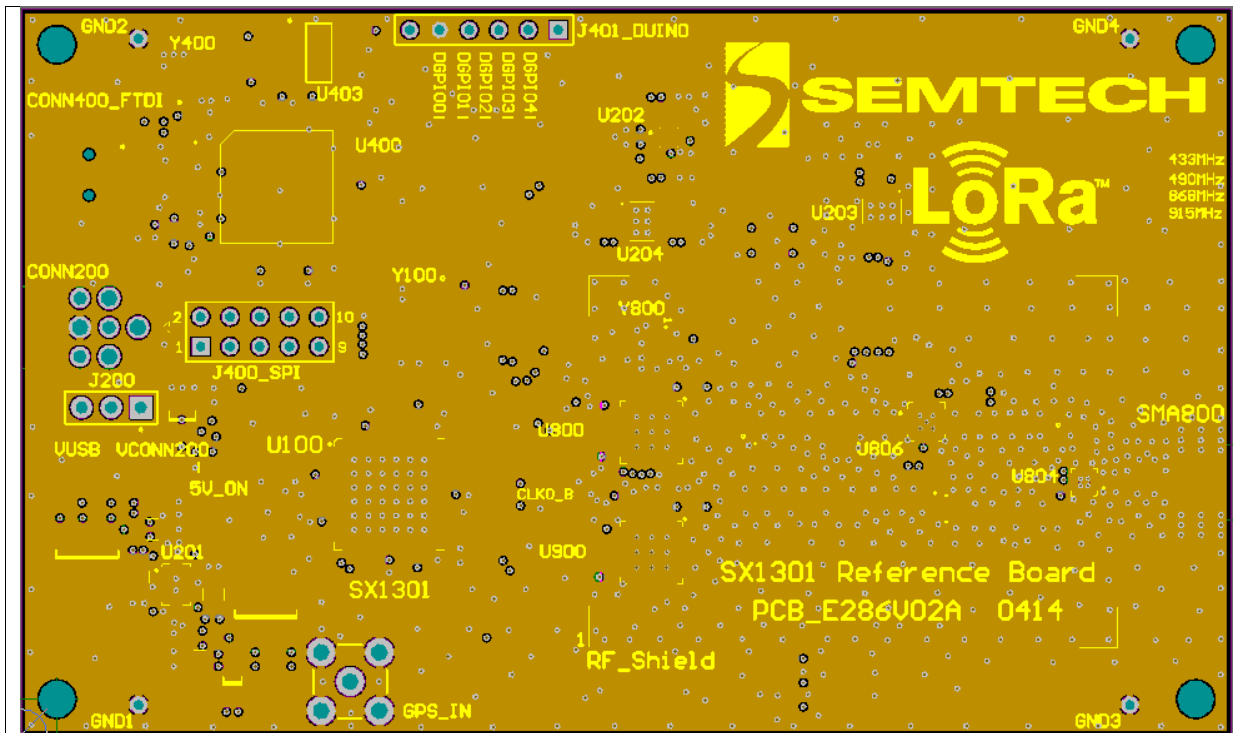 GND2
Y400
U403
J401_DUINO
GND4
DGPIO0!
DGPIO1!
DGPIO2!
DGPIO3!
DGPIO4!
SEMTECH
CONN400_FTDI
U202
U400
433MHz
490MHz
868MHz
915MHz
LoRa™
U203
U204
CONN200
Y100
Y800
2
10
1
9
J400_SPI
J200
SMA800
VUSB VCONN200
U100
U800
U806
U804
5V_ON
CLKO_B
U201
U900
SX1301
SX1301 Reference Board
PCB_E286V02A 0414
1
RF_Shield
GPS_IN
GND1
GND3